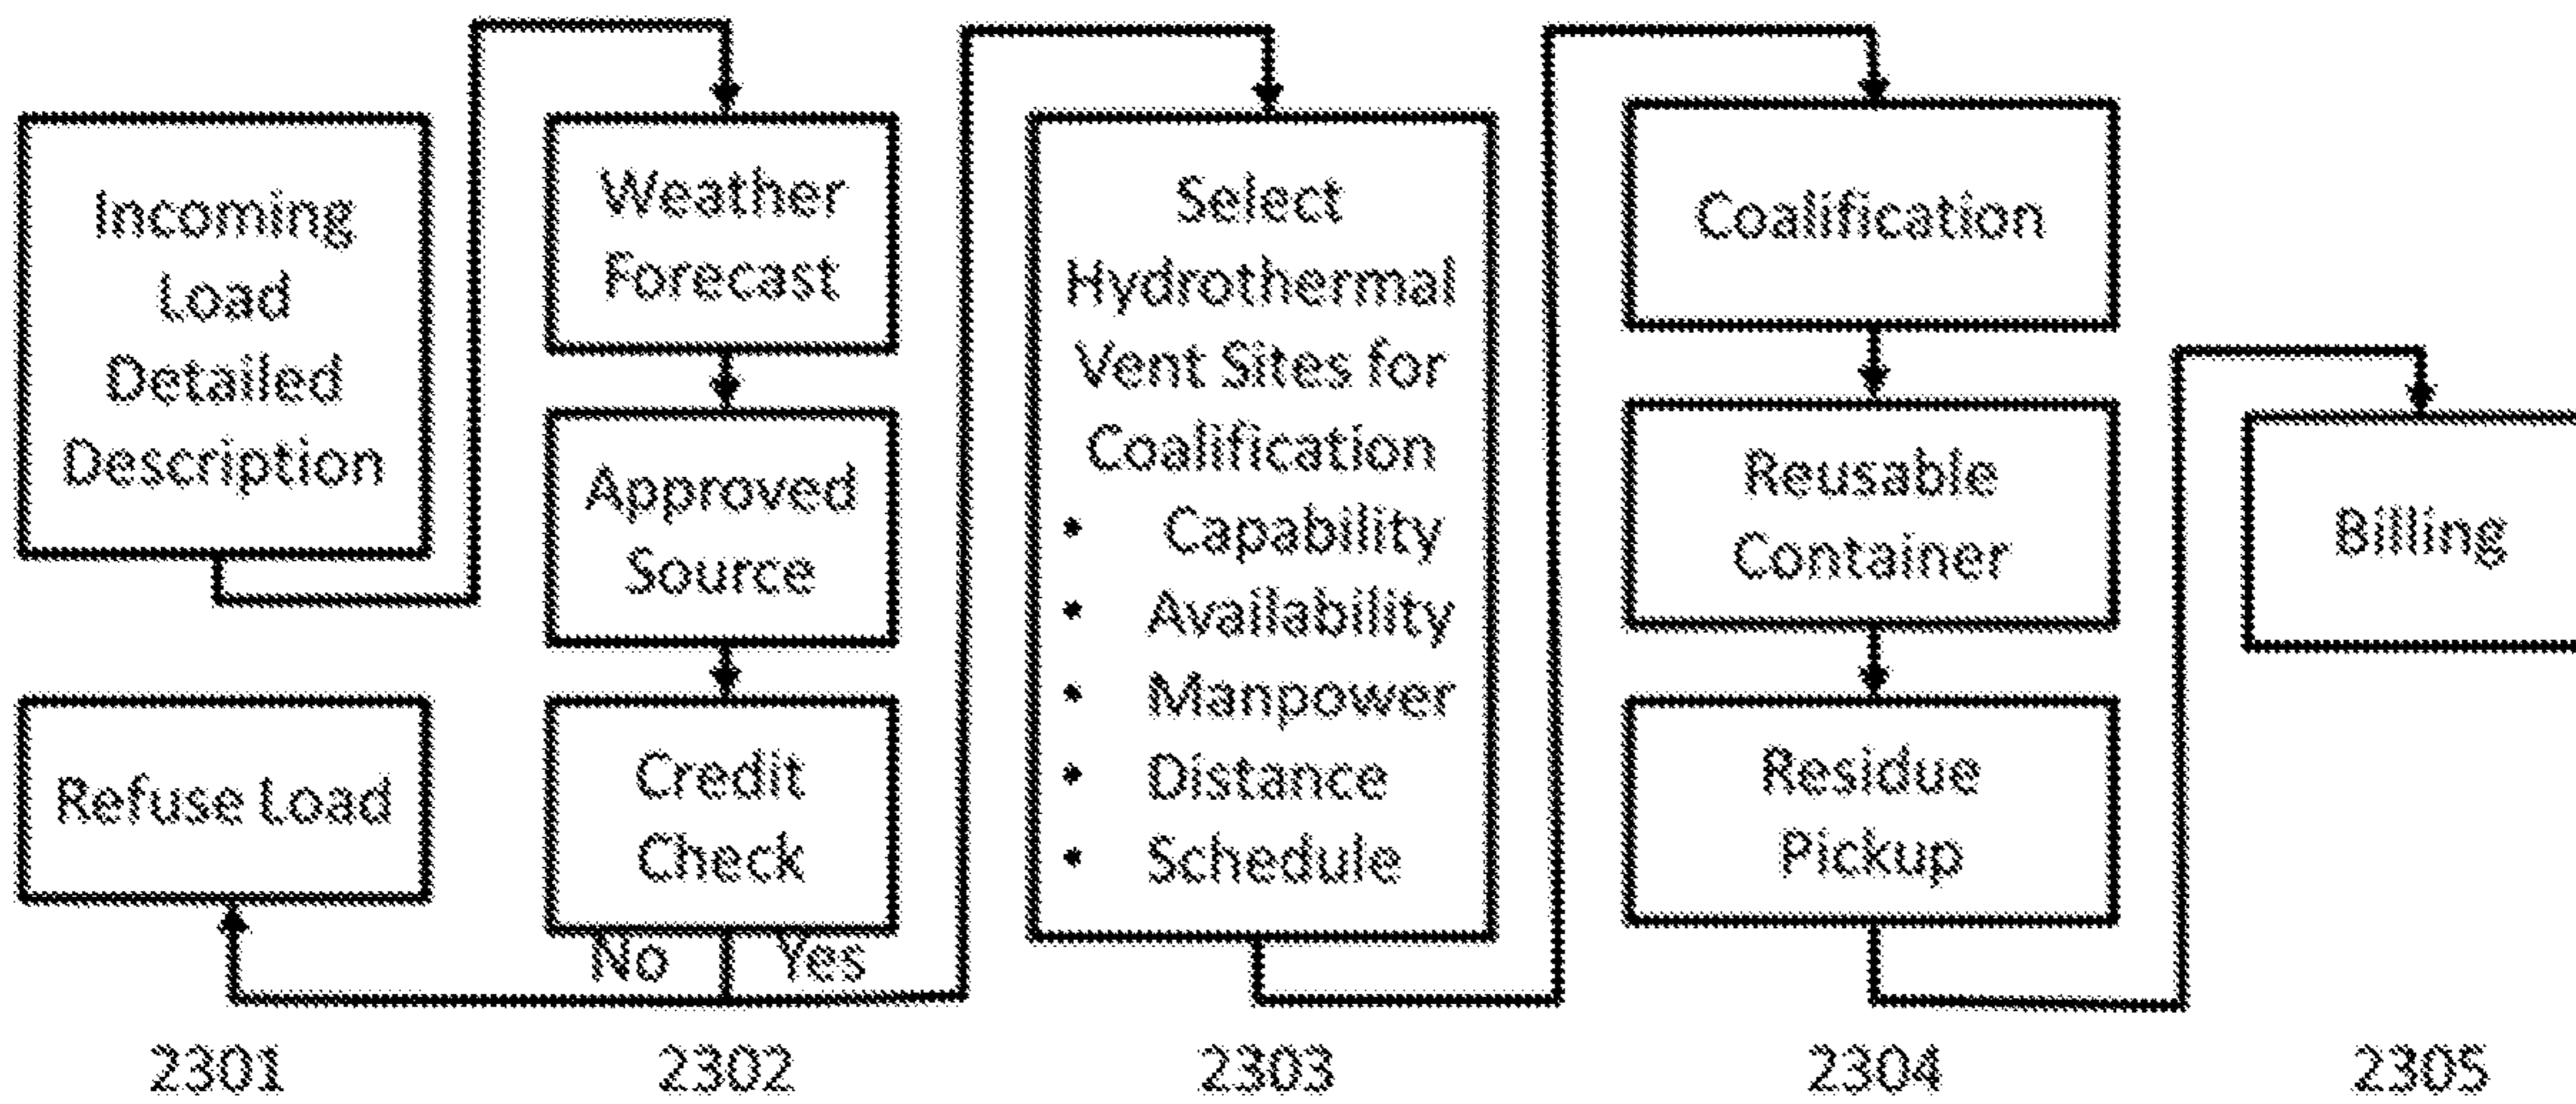 Incoming
Load
Detailed
Description
Refuse Load
Weather
Forecast
Approved
Source
Credit
Check
No Yes
Select
Hydrothermal
Vent Sites for
Coalification
• Capability
• Availability
• Manpower
• Distance
• Schedule
Coalification
Reusable
Container
Residue
Pickup
Billing
2301 2302 2303 2304 2305